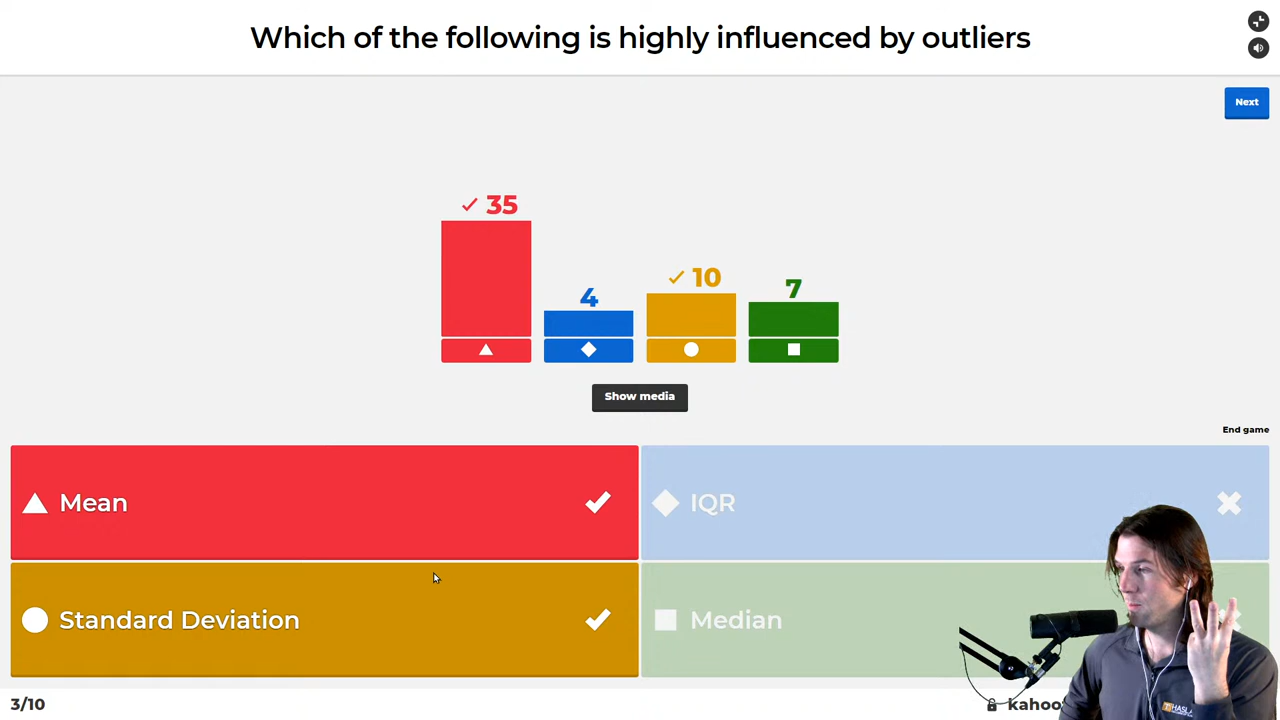 Which of the following is highly influenced by outliers
Next
35
4
10
7
Show media
End game
Mean
IQR
Standard Deviation
Median
3/10
kahoo
THASL